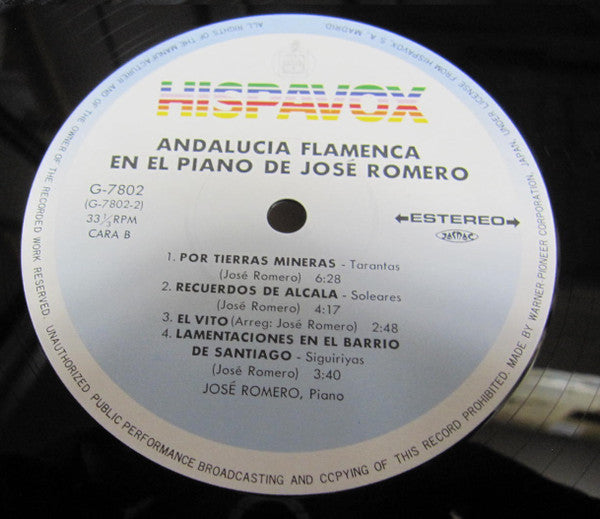 HISPAVOX
ANDALUCIA FLAMENCA
EN EL PIANO DE JOSÉ ROMERO
G-7802
(G-7802-2)
33 1/3 RPM
CARA B
ESTEREO
1. POR TIERRAS MINERAS - Tarantas
(José Romero) 6:28
2. RECUERDOS DE ALCALA - Soleares
(José Romero) 4:17
3. EL VITO (Arreg: José Romero) 2:48
4. LAMENTACIONES EN EL BARRIO
DE SANTIAGO - Siguiriyas
(José Romero) 3:40
JOSÉ ROMERO, Piano
ALL RIGHTS OF THE MANUFACTURER AND OF THE OWNER OF THE RECORDED WORK RESERVED. UNAUTHORIZED PUBLIC PERFORMANCE BROADCASTING AND CCPYING OF THIS RECORD PROHIBITED. MADE BY WARNER-PIONEER CORPORATION, JAPAN, UNDER LICENSE FROM HISPAVOX S. A., MADRID